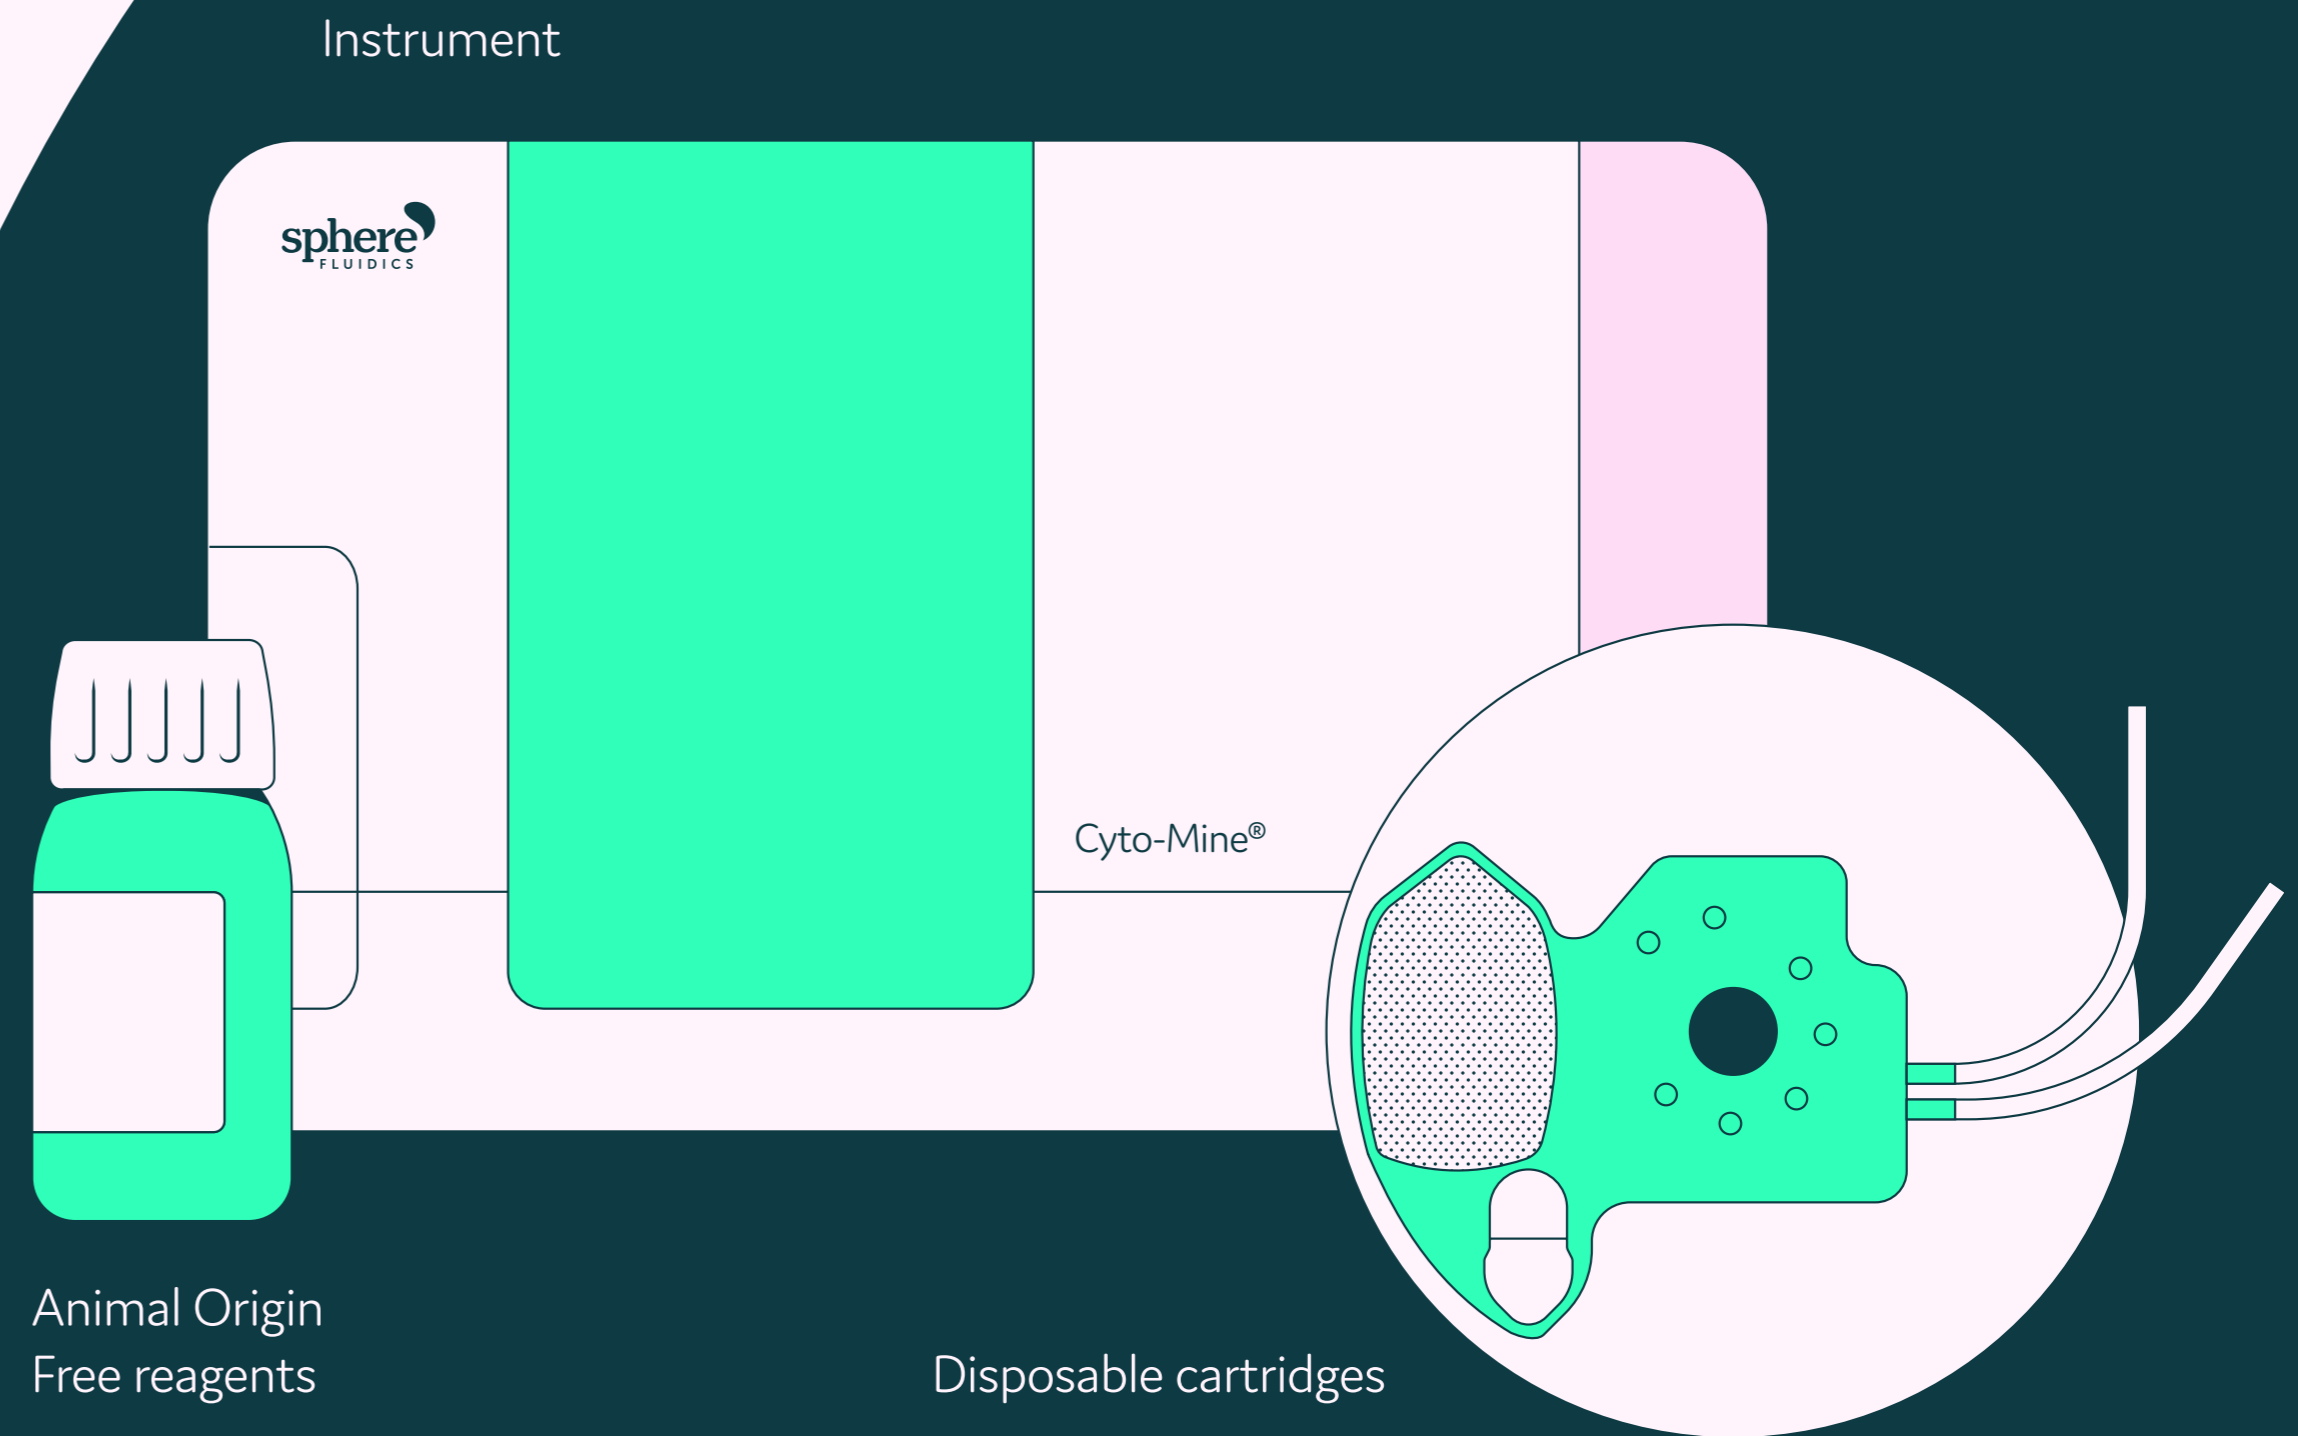 Instrument
sphere
FLUIDICS
Cyto-Mine®
Animal Origin
Free reagents
Disposable cartridges